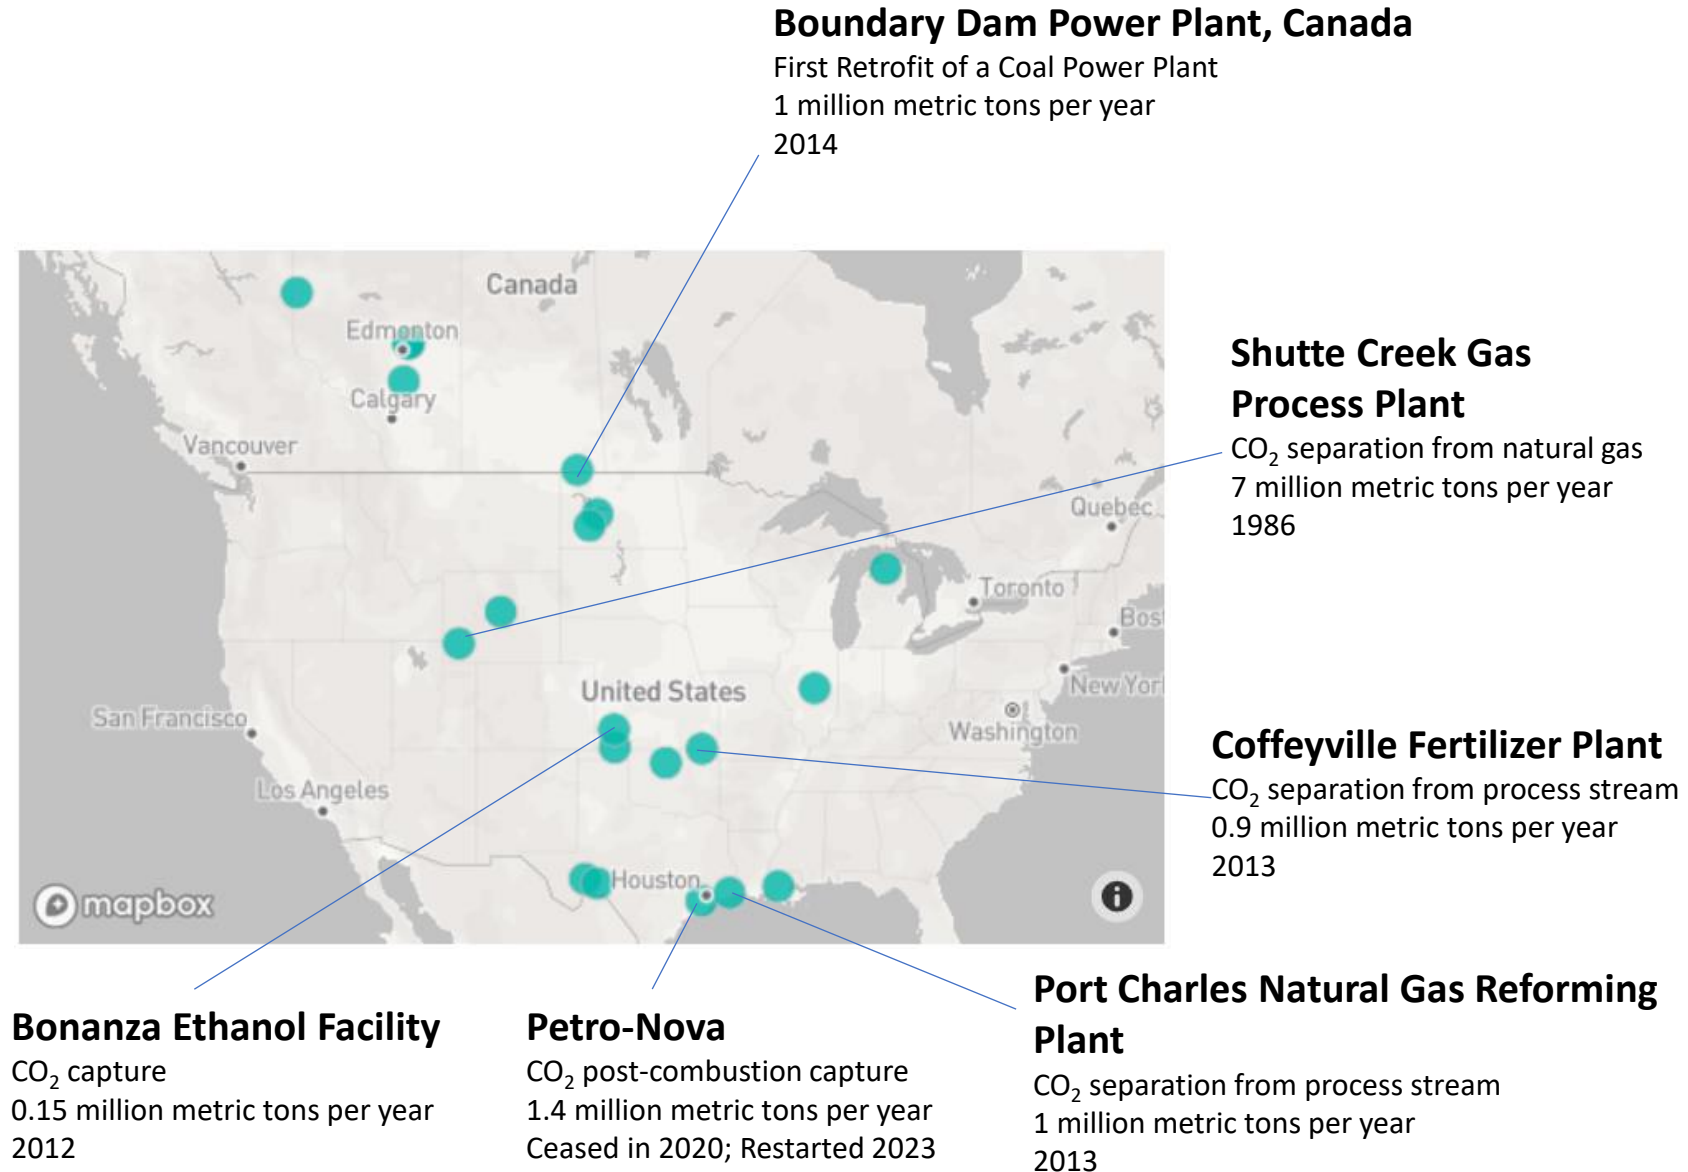 Boundary Dam Power Plant, Canada
First Retrofit of a Coal Power Plant
1 million metric tons per year
2014
Canada
Edmonton
Calgary
Vancouver
Quebec
Toronto
Bos
New Yor
United States
San Francisco
Washington
Los Angeles
Houston
mapbox
i
Shutte Creek Gas
Process Plant
CO₂ separation from natural gas
7 million metric tons per year
1986
Coffeyville Fertilizer Plant
CO₂ separation from process stream
0.9 million metric tons per year
2013
Bonanza Ethanol Facility
CO₂ capture
0.15 million metric tons per year
2012
Petro-Nova
CO₂ post-combustion capture
1.4 million metric tons per year
Ceased in 2020; Restarted 2023
Port Charles Natural Gas Reforming
Plant
CO₂ separation from process stream
1 million metric tons per year
2013